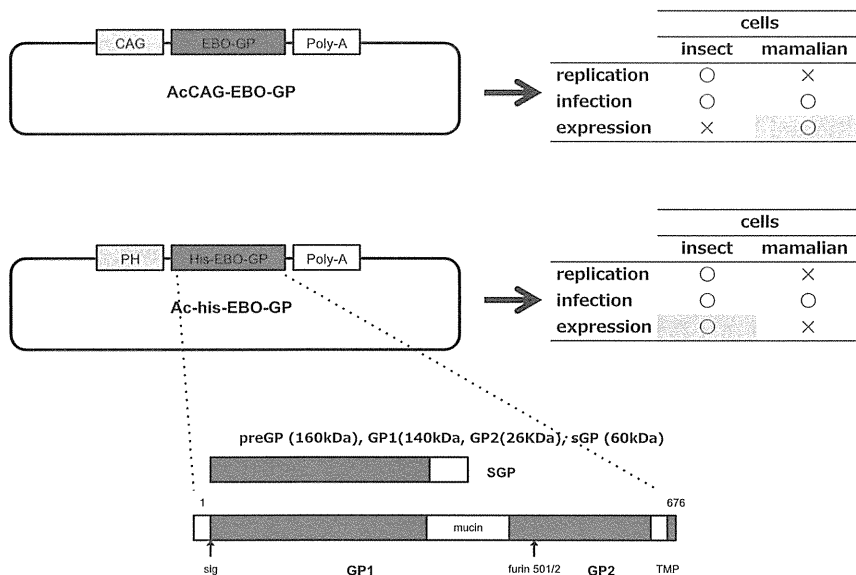 CAG EBO-GP Poly-A
AcCAG-EBO-GP
cells
insect mamalian
replication ○ ×
infection ○ ○
expression × ○
PH His-EBO-GP Poly-A
Ac-his-EBO-GP
cells
insect mamalian
replication ○ ×
infection ○ ○
expression ○ ×
preGP (160kDa), GP1(140kDa, GP2(26KDa), sGP (60kDa)
SGP
1 676
mucin
sig GP1 furin 501/2 GP2 TMP